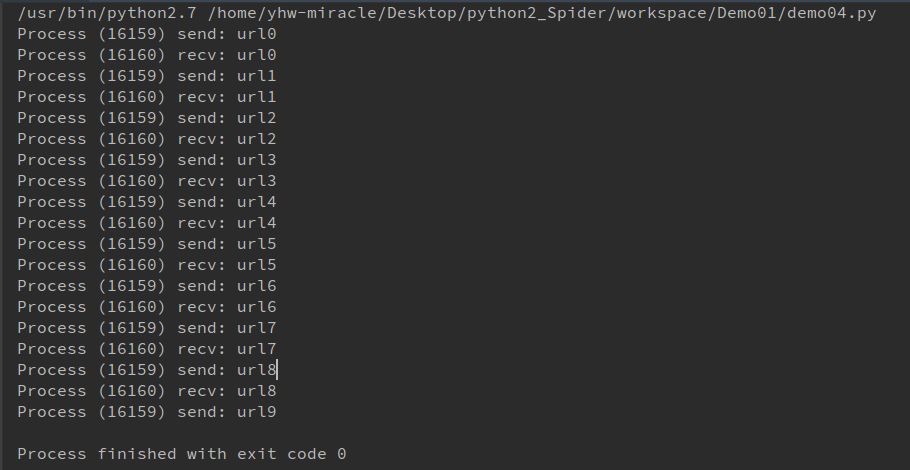 /usr/bin/python2.7 /home/yhw-miracle/Desktop/python2_Spider/workspace/Demo01/demo04.py
Process (16159) send: url0
Process (16160) recv: url0
Process (16159) send: url1
Process (16160) recv: url1
Process (16159) send: url2
Process (16160) recv: url2
Process (16159) send: url3
Process (16160) recv: url3
Process (16159) send: url4
Process (16160) recv: url4
Process (16159) send: url5
Process (16160) recv: url5
Process (16159) send: url6
Process (16160) recv: url6
Process (16159) send: url7
Process (16160) recv: url7
Process (16159) send: url8
Process (16160) recv: url8
Process (16159) send: url9
Process finished with exit code 0